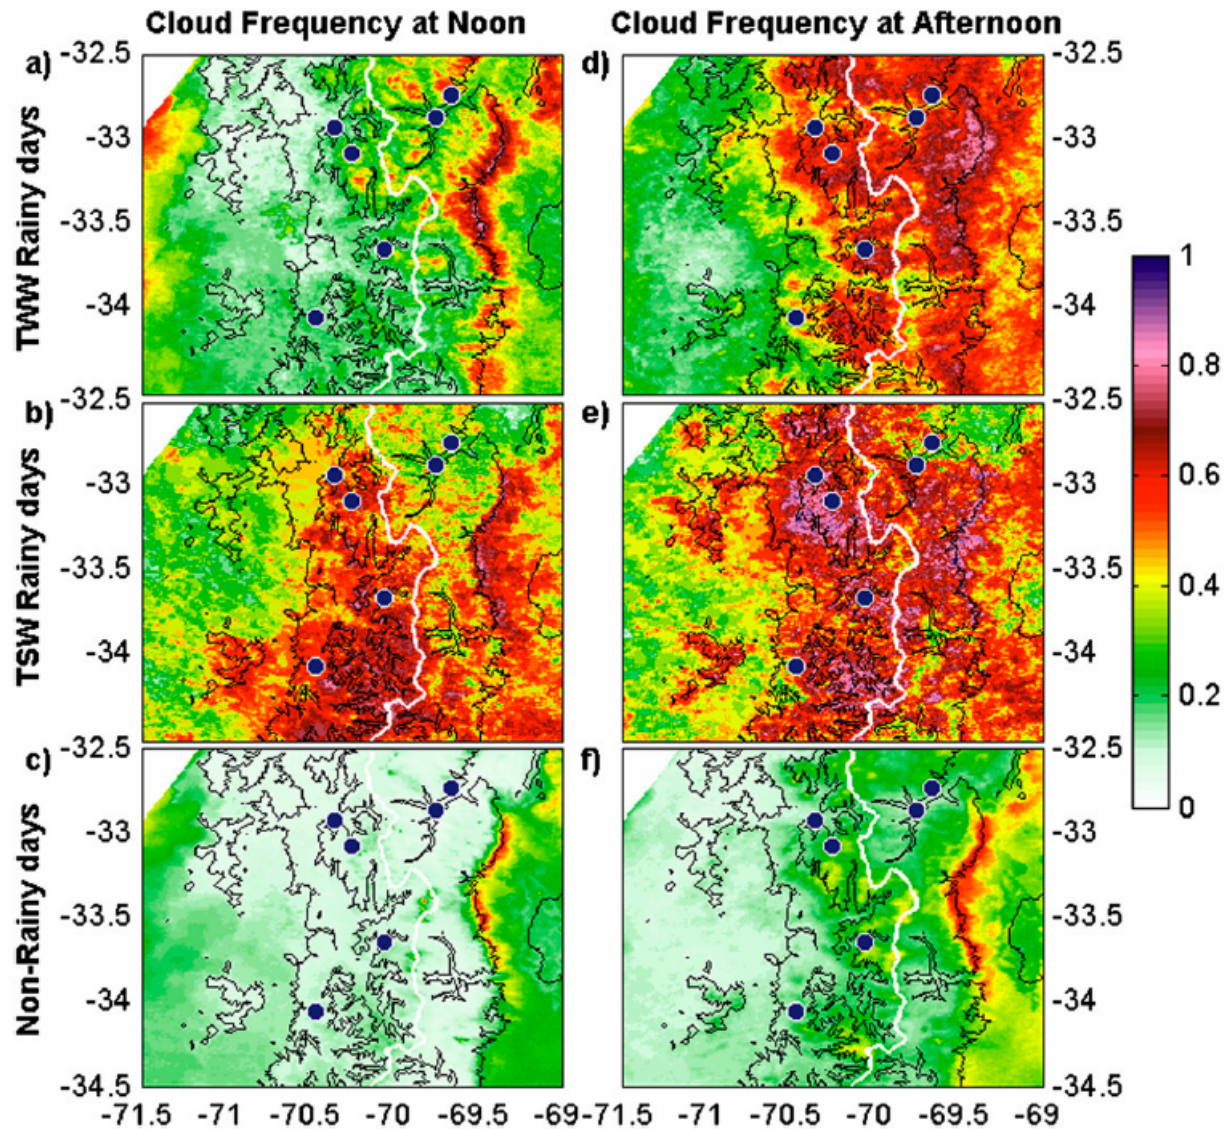 Cloud Frequency at Noon
Cloud Frequency at Afternoon
a)
d)
-32.5
-33
-33.5
-34
-32.5
-32.5
-33
-33.5
-34
-32.5
TWW Rainy days
b)
e)
-33
-33.5
-34
-32.5
-33
-33.5
-34
-32.5
TSW Rainy days
c)
f)
-33
-33.5
-34
-34.5
-33
-33.5
-34
-34.5
Non-Rainy days
1
0.8
0.6
0.4
0.2
0
-71.5 -71 -70.5 -70 -69.5 -69
-71.5 -71 -70.5 -70 -69.5 -69